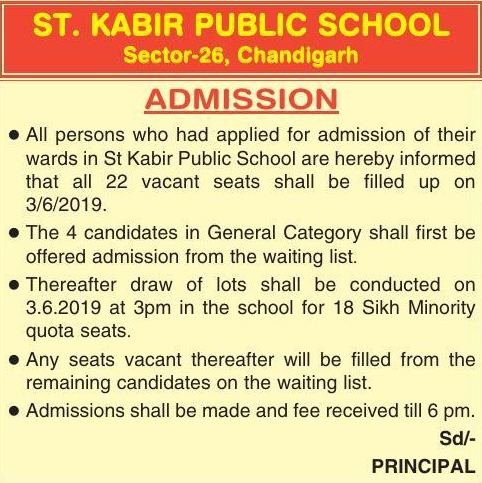 ST. KABIR PUBLIC SCHOOL
Sector-26, Chandigarh
ADMISSION
● All persons who had applied for admission of their
wards in St Kabir Public School are hereby informed
that all 22 vacant seats shall be filled up on
3/6/2019.
● The 4 candidates in General Category shall first be
offered admission from the waiting list.
● Thereafter draw of lots shall be conducted on
3.6.2019 at 3pm in the school for 18 Sikh Minority
quota seats.
● Any seats vacant thereafter will be filled from the
remaining candidates on the waiting list.
● Admissions shall be made and fee received till 6 pm.
Sd/-
PRINCIPAL